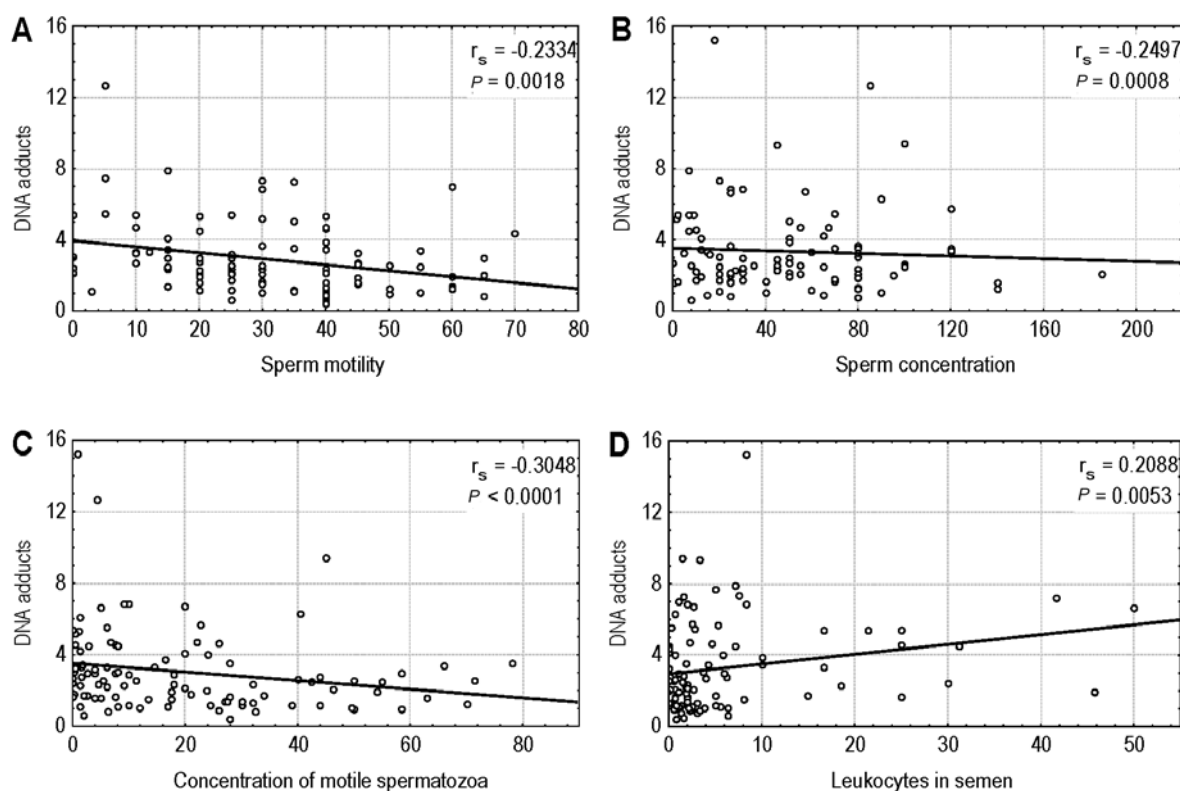 A
r_s = -0.2334
P = 0.0018
DNA adducts
16
12
8
4
0
0 10 20 30 40 50 60 70 80
Sperm motility
B
r_s = -0.2497
P = 0.0008
DNA adducts
16
12
8
4
0
0 40 80 120 160 200
Sperm concentration
C
r_s = -0.3048
P < 0.0001
DNA adducts
16
12
8
4
0
0 20 40 60 80
Concentration of motile spermatozoa
D
r_s = 0.2088
P = 0.0053
DNA adducts
16
12
8
4
0
0 10 20 30 40 50
Leukocytes in semen